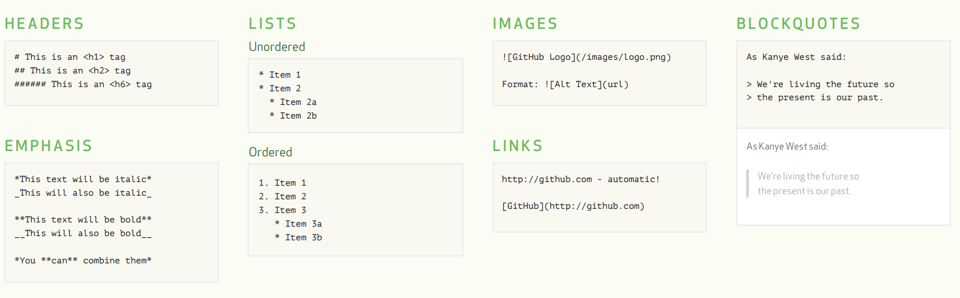 HEADERS
# This is an <h1> tag
## This is an <h2> tag
###### This is an <h6> tag
EMPHASIS
*This text will be italic*
_This will also be italic_
**This text will be bold**
__This will also be bold__
*You **can** combine them*
LISTS
Unordered
* Item 1
* Item 2
  * Item 2a
  * Item 2b
Ordered
1. Item 1
2. Item 2
3. Item 3
   * Item 3a
   * Item 3b
IMAGES
![GitHub Logo](/images/logo.png)
Format: ![Alt Text](url)
LINKS
http://github.com - automatic!
[GitHub](http://github.com)
BLOCKQUOTES
As Kanye West said:
> We're living the future so
> the present is our past.
As Kanye West said:
We're living the future so
the present is our past.